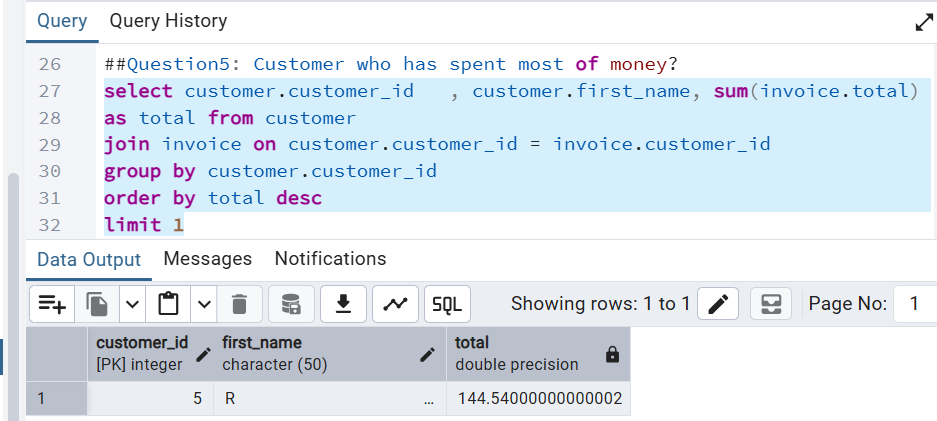 Query Query History
26 ##Question5: Customer who has spent most of money?
27 select customer.customer_id   , customer.first_name, sum(invoice.total)
28 as total from customer
29 join invoice on customer.customer_id = invoice.customer_id
30 group by customer.customer_id
31 order by total desc
32 limit 1
Data Output Messages Notifications
SQL Showing rows: 1 to 1 Page No: 1
customer_id first_name total
[PK] integer character (50) double precision
1 5 R ... 144.54000000000002